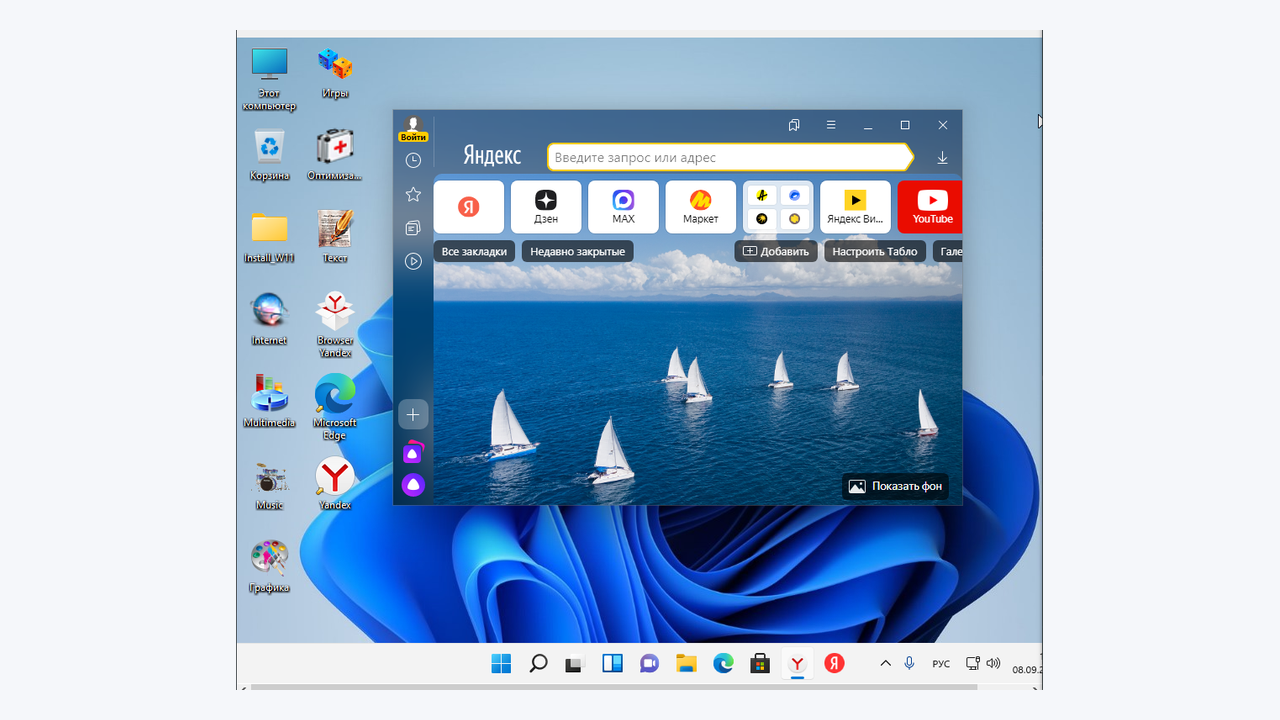 Этот
компьютер
Игры
Корзина
Оптимиза...
Install_W11
Текст
Internet
Browser
Yandex
Multimedia
Microsoft
Edge
Music
Yandex
Графика
Войти
Яндекс
Введите запрос или адрес
Я
Дзен
MAX
Маркет
Яндекс Ви...
YouTube
Все закладки
Недавно закрытые
Добавить
Настроить Табло
Гале
Показать фон
Я
РУС
08.09.2